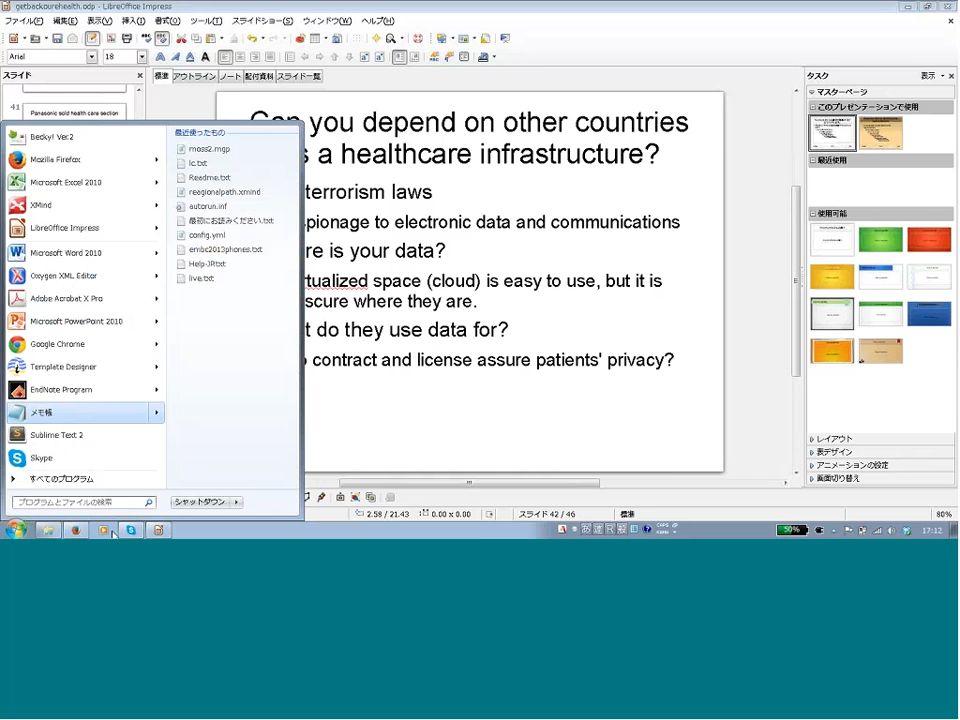 getbackourehealth.odp - LibreOffice Impress
ファイル(F) 編集(E) 表示(V) 挿入(I) 書式(O) ツール(T) スライドショー(S) ウィンドウ(W) ヘルプ(H)
Arial 18
スライド
標準 アウトライン ノート 配付資料 スライド一覧
タスク 表示
41
Panasonic sold health care section
Becky! Ver.2
Mozilla Firefox
Microsoft Excel 2010
XMind
LibreOffice Impress
Microsoft Word 2010
Oxygen XML Editor
Adobe Acrobat X Pro
Microsoft PowerPoint 2010
Google Chrome
Template Designer
EndNote Program
メモ帳
Sublime Text 2
Skype
すべてのプログラム
プログラムとファイルの検索
シャットダウン
最近使ったもの
moss2.mgp
lc.txt
Readme.txt
reagionalpath.xmind
autorun.inf
最初にお読みください.txt
config.yml
embc2013phones.txt
Help-JP.txt
live.txt
you depend on other countries
s a healthcare infrastructure?
terrorism laws
pionage to electronic data and communications
re is your data?
rtualized space (cloud) is easy to use, but it is
scure where they are.
t do they use data for?
contract and license assure patients' privacy?
マスターページ
このプレゼンテーションで使用
最近使用
使用可能
レイアウト
表デザイン
アニメーションの設定
画面切り替え
2.58 / 21.43 0.00 x 0.00 スライド 42 / 46 標準 80%
50% 17:12